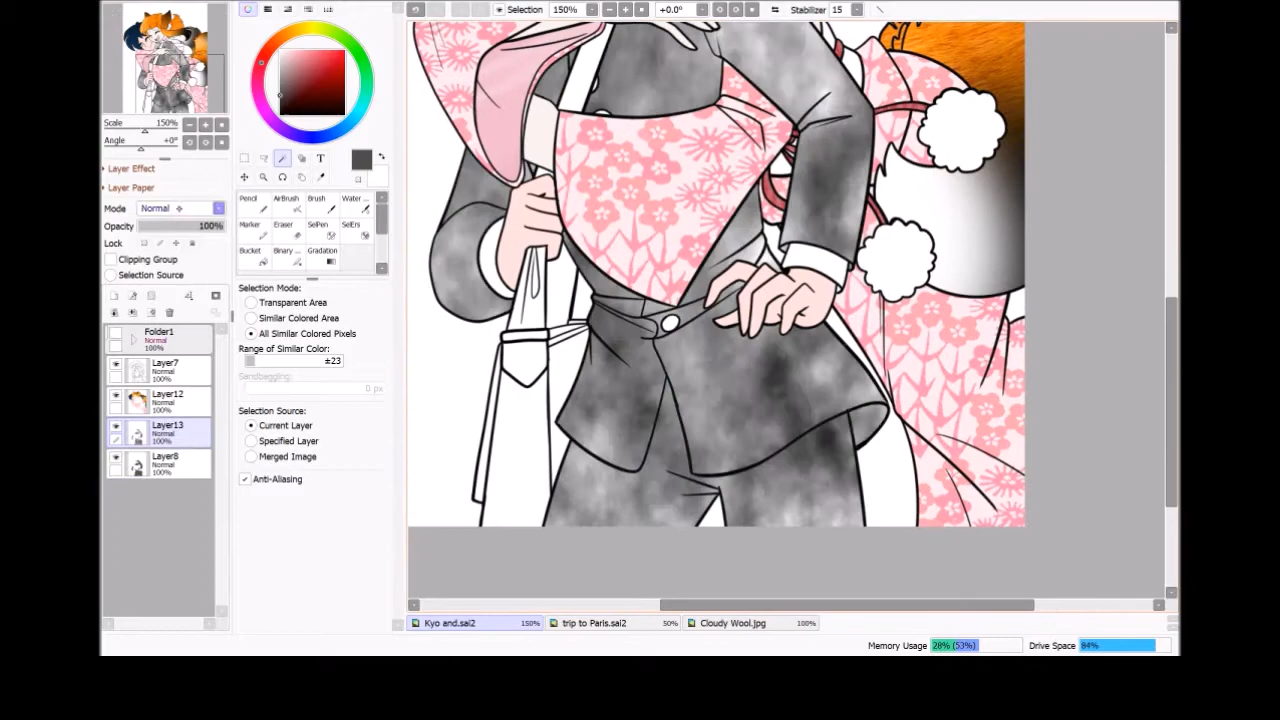 Selection 150% +0.0° Stabilizer 15
Scale 150%
Angle +0°
Layer Effect
Layer Paper
Mode Normal
Opacity 100%
Lock
Clipping Group
Selection Source
Folder1
Normal
100%
Layer7
Normal
100%
Layer12
Normal
100%
Layer13
Normal
100%
Layer8
Normal
100%
T
Pencil AirBrush Brush Water ...
Marker Eraser SelPen SelErs
Bucket Binary ... Gradation
Selection Mode:
Transparent Area
Similar Colored Area
All Similar Colored Pixels
Range of Similar Color:
±23
Sandbagging:
0 px
Selection Source:
Current Layer
Specified Layer
Merged Image
Anti-Aliasing
Kyo and.sai2 150% trip to Paris.sai2 50% Cloudy Wool.jpg 100%
Memory Usage 28% (53%) Drive Space 84%